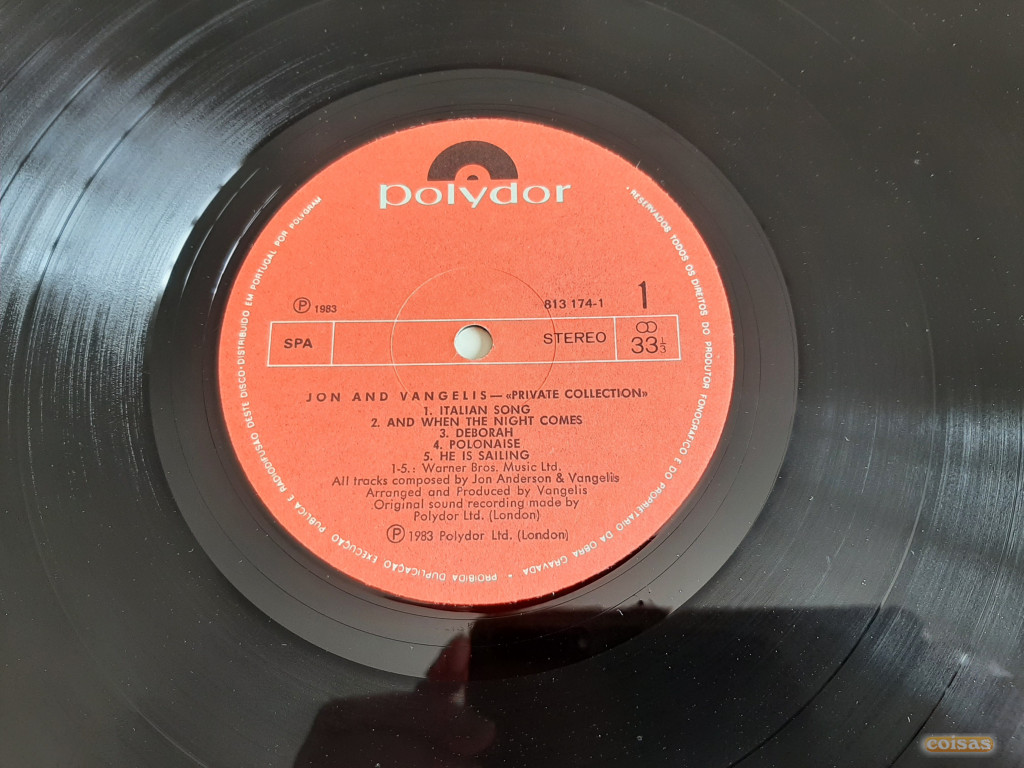 polydor
℗ 1983
813 174-1
1
SPA
STEREO
33 1/3
JON AND VANGELIS — «PRIVATE COLLECTION»
1. ITALIAN SONG
2. AND WHEN THE NIGHT COMES
3. DEBORAH
4. POLONAISE
5. HE IS SAILING
1-5.: Warner Bros. Music Ltd.
All tracks composed by Jon Anderson & Vangelis
Arranged and Produced by Vangelis
Original sound recording made by
Polydor Ltd. (London)
℗ 1983 Polydor Ltd. (London)
• RESERVADOS TODOS OS DIREITOS DO PRODUTOR FONOGRÁFICO E DO PROPRIETÁRIO DA OBRA GRAVADA • PROIBIDA DUPLICAÇÃO EXECUÇÃO PÚBLICA E RADIODIFUSÃO DESTE DISCO • DISTRIBUIDO EM PORTUGAL POR POLYGRAM
coisas